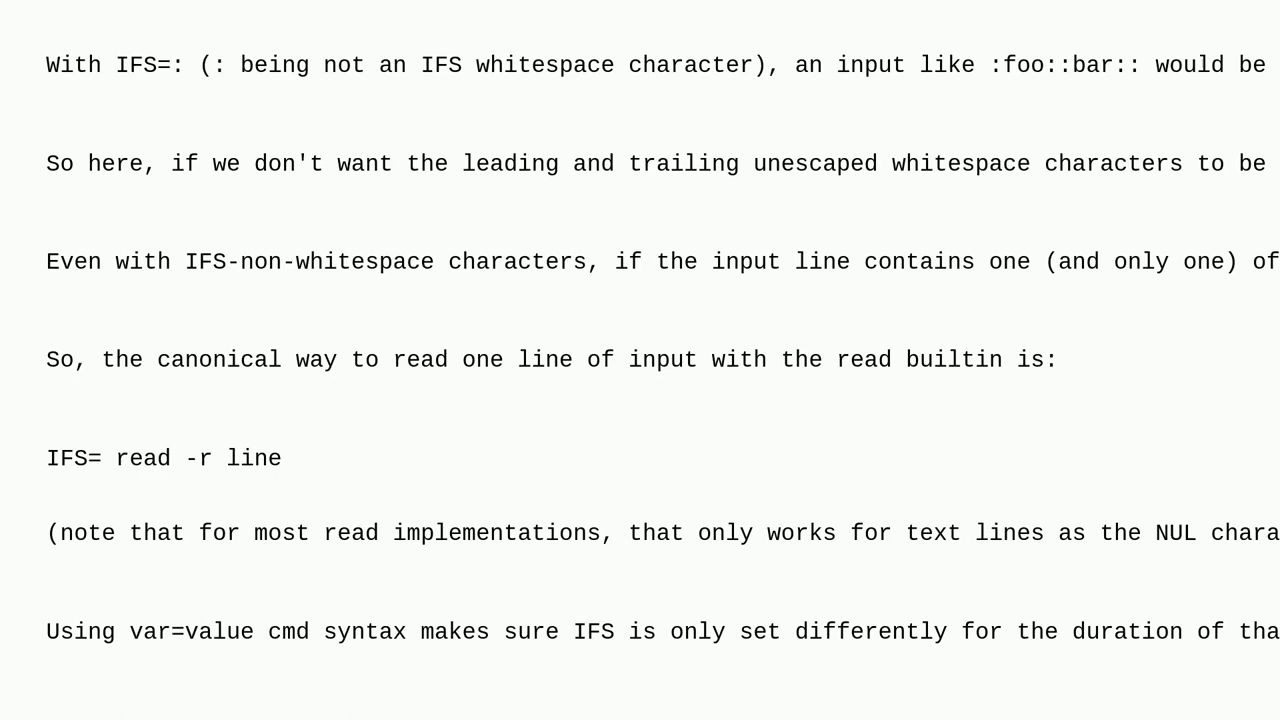 With IFS=: (: being not an IFS whitespace character), an input like :foo::bar:: would be
So here, if we don't want the leading and trailing unescaped whitespace characters to be
Even with IFS-non-whitespace characters, if the input line contains one (and only one) of
So, the canonical way to read one line of input with the read builtin is:
IFS= read -r line
(note that for most read implementations, that only works for text lines as the NUL chara
Using var=value cmd syntax makes sure IFS is only set differently for the duration of tha